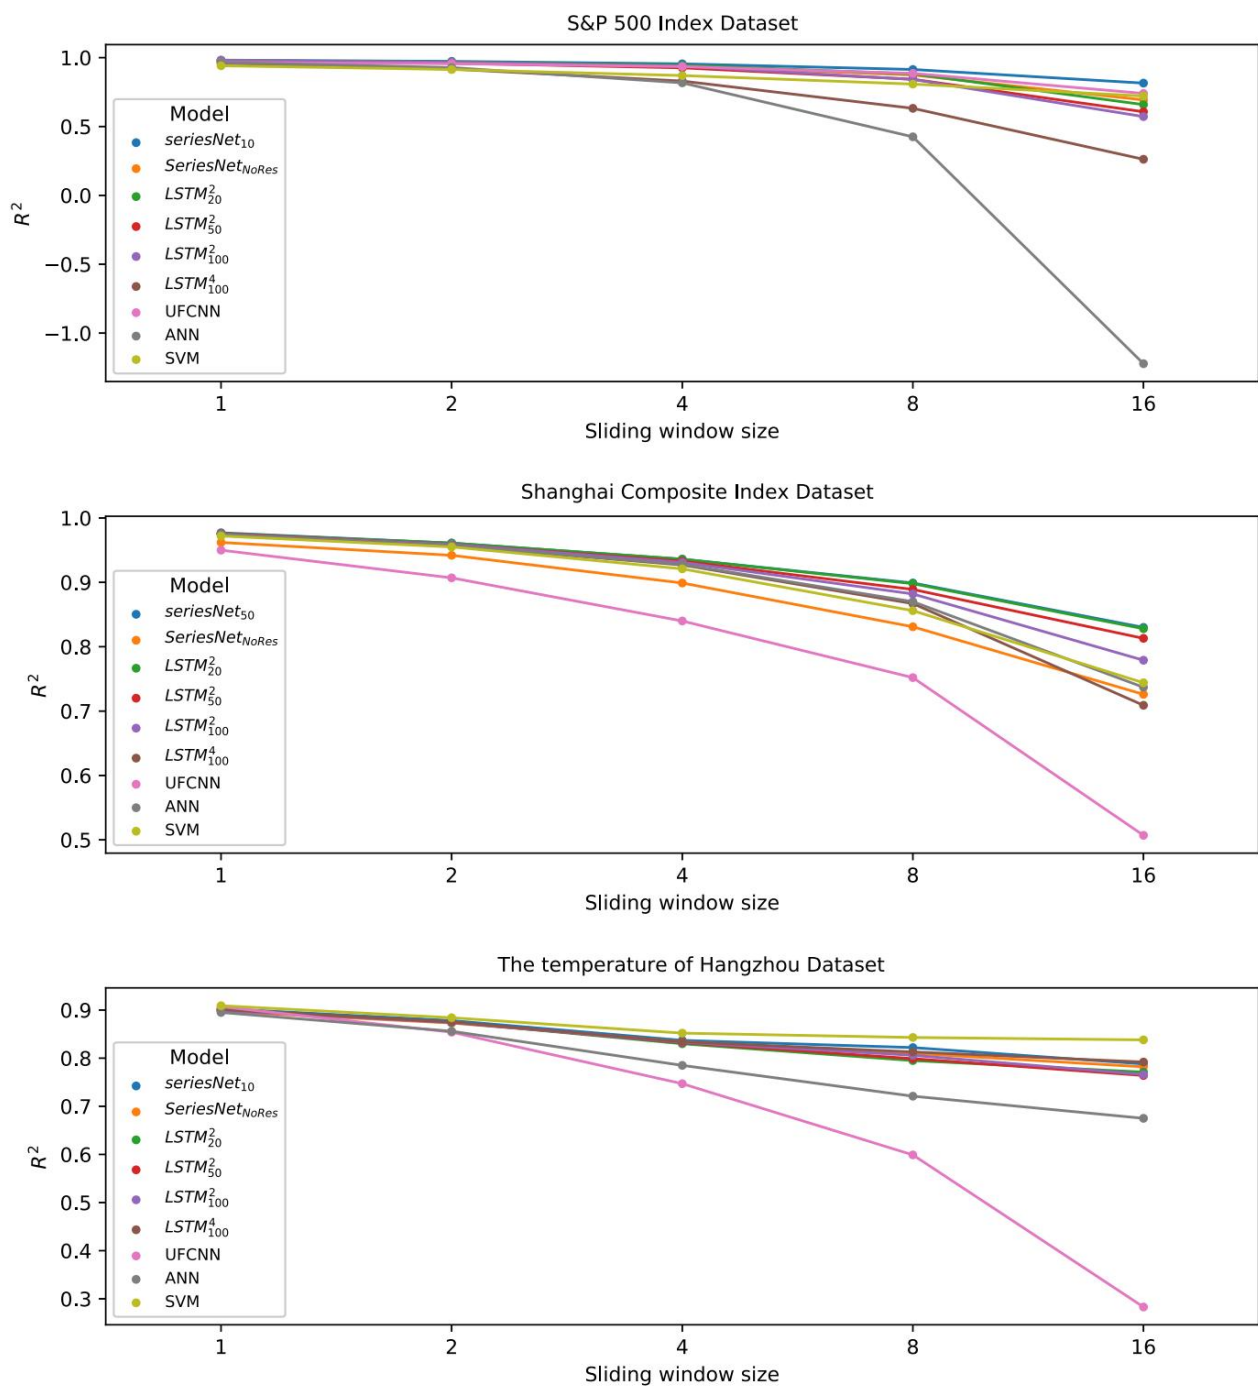 S&P 500 Index Dataset
1.0
0.5
0.0
−0.5
−1.0
R²
Model
seriesNet₁₀
SeriesNet_NoRes
LSTM²₂₀
LSTM²₅₀
LSTM²₁₀₀
LSTM⁴₁₀₀
UFCNN
ANN
SVM
1 2 4 8 16
Sliding window size
Shanghai Composite Index Dataset
1.0
0.9
0.8
0.7
0.6
0.5
R²
Model
seriesNet₅₀
SeriesNet_NoRes
LSTM²₂₀
LSTM²₅₀
LSTM²₁₀₀
LSTM⁴₁₀₀
UFCNN
ANN
SVM
1 2 4 8 16
Sliding window size
The temperature of Hangzhou Dataset
0.9
0.8
0.7
0.6
0.5
0.4
0.3
R²
Model
seriesNet₁₀
SeriesNet_NoRes
LSTM²₂₀
LSTM²₅₀
LSTM²₁₀₀
LSTM⁴₁₀₀
UFCNN
ANN
SVM
1 2 4 8 16
Sliding window size